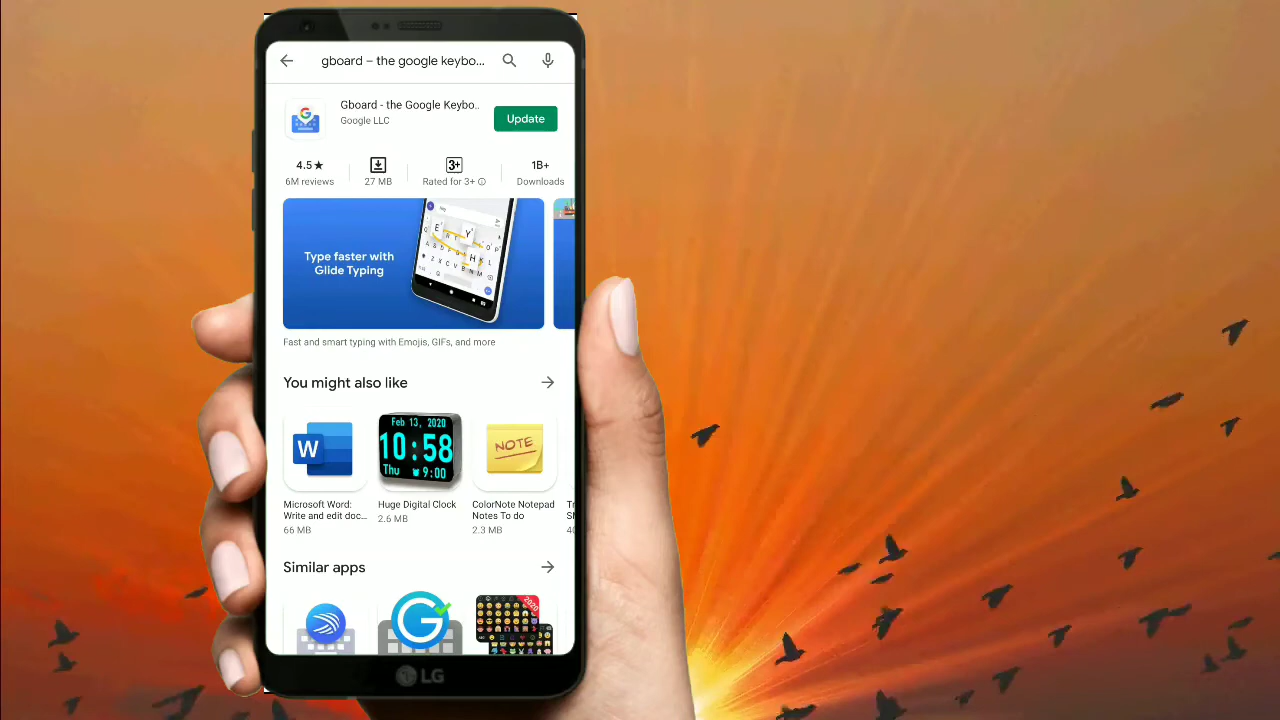 gboard – the google keybo...
Gboard - the Google Keybo..
Google LLC
Update
4.5★
6M reviews
27 MB
3+
Rated for 3+
1B+
Downloads
Type faster with
Glide Typing
Fast and smart typing with Emojis, GIFs, and more
You might also like
W
Feb 13, 2020
10:58
Thu 9:00
NOTE
Microsoft Word:
Write and edit doc...
66 MB
Huge Digital Clock
2.6 MB
ColorNote Notepad
Notes To do
2.3 MB
Similar apps
2020
LG